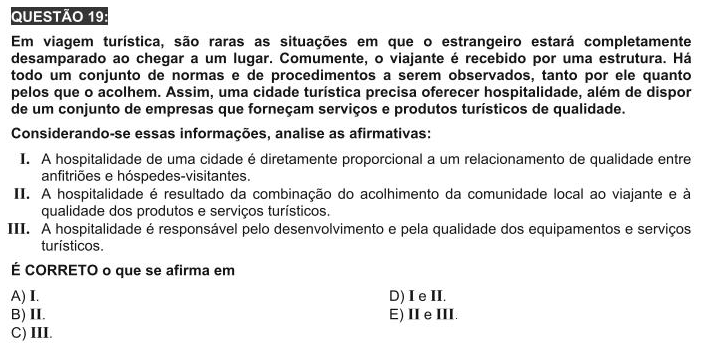 QUESTÃO 19:
Em viagem turística, são raras as situações em que o estrangeiro estará completamente
desamparado ao chegar a um lugar. Comumente, o viajante é recebido por uma estrutura. Há
todo um conjunto de normas e de procedimentos a serem observados, tanto por ele quanto
pelos que o acolhem. Assim, uma cidade turística precisa oferecer hospitalidade, além de dispor
de um conjunto de empresas que forneçam serviços e produtos turísticos de qualidade.
Considerando-se essas informações, analise as afirmativas:
I. A hospitalidade de uma cidade é diretamente proporcional a um relacionamento de qualidade entre
anfitriões e hóspedes-visitantes.
II. A hospitalidade é resultado da combinação do acolhimento da comunidade local ao viajante e à
qualidade dos produtos e serviços turísticos.
III. A hospitalidade é responsável pelo desenvolvimento e pela qualidade dos equipamentos e serviços
turísticos.
É CORRETO o que se afirma em
A) I.
B) II.
C) III.
D) I e II.
E) II e III.